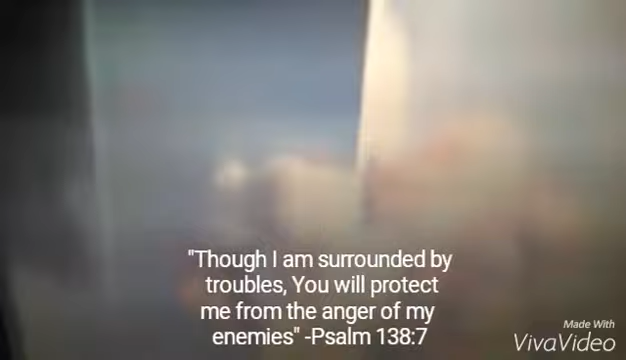 "Though I am surrounded by
troubles, You will protect
me from the anger of my
enemies" -Psalm 138:7
Made With
VivaVideo